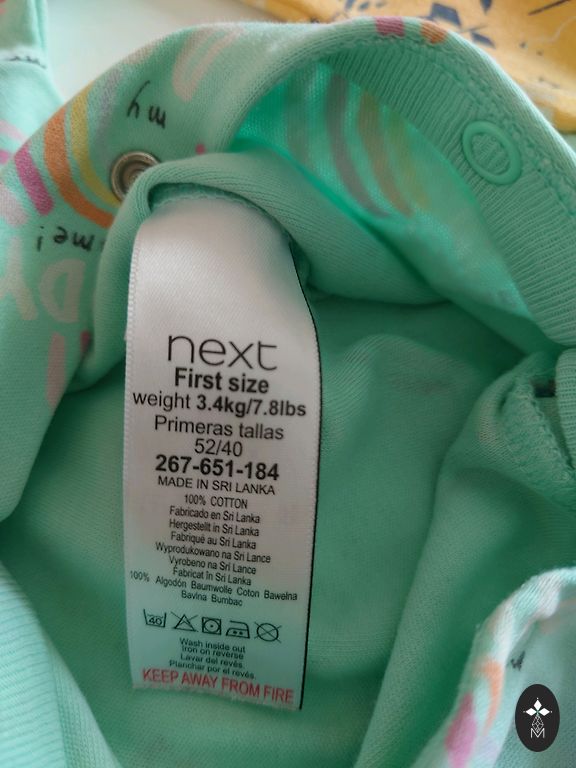 my
me!
next
First size
weight 3.4kg/7.8lbs
Primeras tallas
52/40
267-651-184
MADE IN SRI LANKA
100% COTTON
Fabricado en Sri Lanka
Hergestellt in Sri Lanka
Fabriqué au Sri Lanka
Wyprodukowano na Sri Lance
Vyrobeno na Sri Lance
Fabricat în Sri Lanka
100% Algodón Baumwolle Coton Bawełna
Bavlna Bumbac
40
Wash inside out
Iron on reverse
Lavar del revés.
Planchar por el revés.
KEEP AWAY FROM FIRE